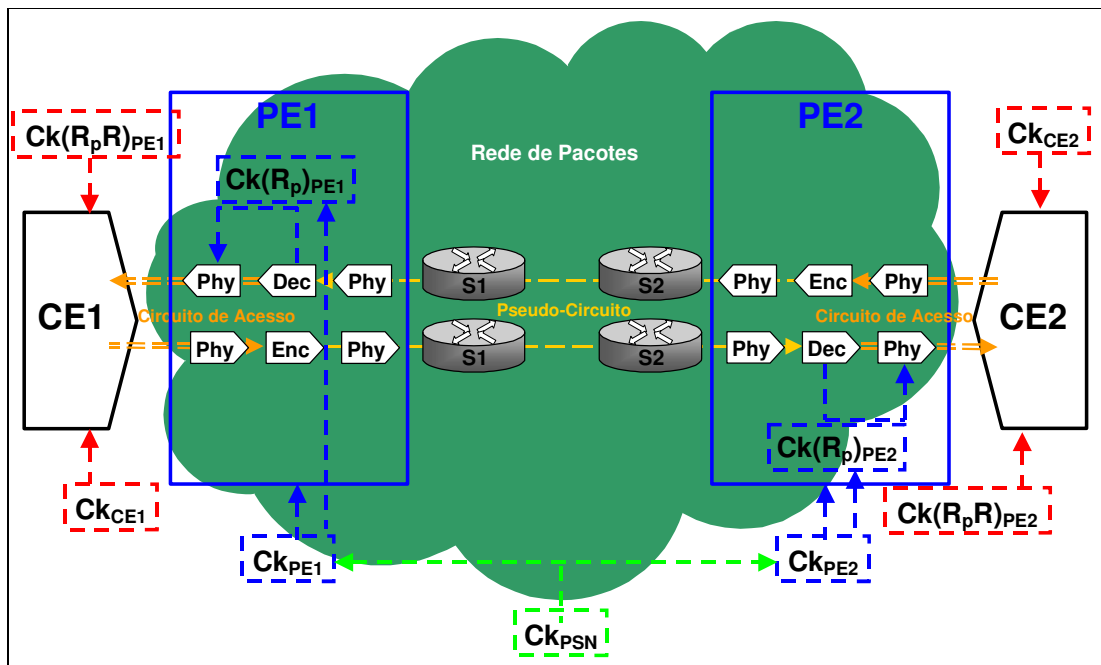 PE1
PE2
Ck(RpR)PE1
CkCE2
Rede de Pacotes
Ck(Rp)PE1
Phy
Dec
Phy
S1
S2
Phy
Enc
Phy
CE1
Circuito de Acesso
Pseudo-Circuito
Circuito de Acesso
CE2
Phy
Enc
Phy
S1
S2
Phy
Dec
Phy
Ck(Rp)PE2
CkCE1
Ck(RpR)PE2
CkPE1
CkPE2
CkPSN